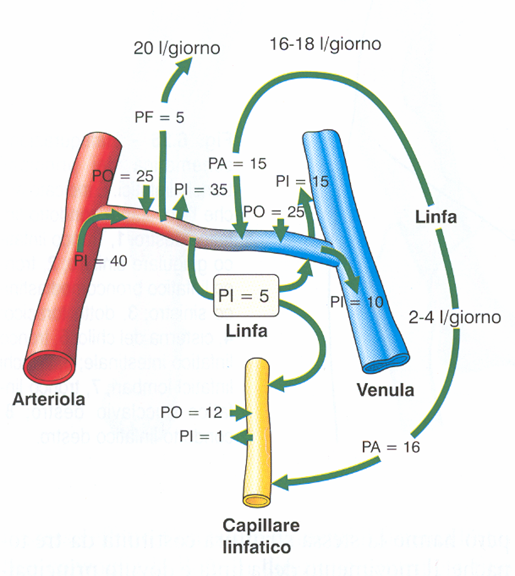 20 l/giorno
16-18 l/giorno
PF = 5
PO = 25
PI = 35
PA = 15
PI = 15
PO = 25
Linfa
PI = 40
PI = 5
PI = 10
Linfa
2-4 l/giorno
Arteriola
Venula
PO = 12
PI = 1
PA = 16
Capillare
linfatico